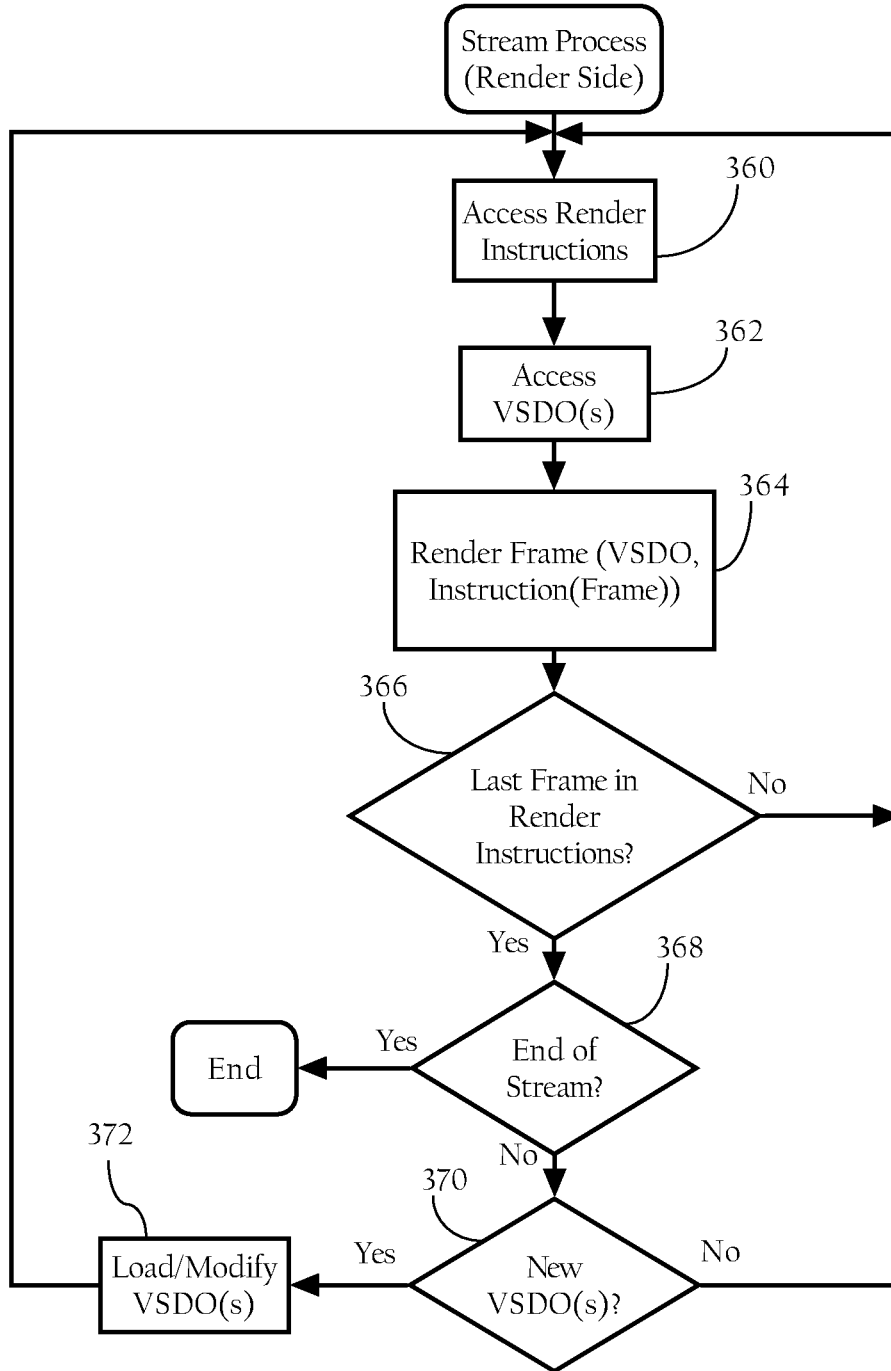 Stream Process
(Render Side)
360
Access Render
Instructions
362
Access
VSDO(s)
364
Render Frame (VSDO,
Instruction(Frame))
366
Last Frame in
Render
Instructions?
No
Yes
368
End of
Stream?
Yes
End
No
372
370
Load/Modify
VSDO(s)
Yes
New
VSDO(s)?
No